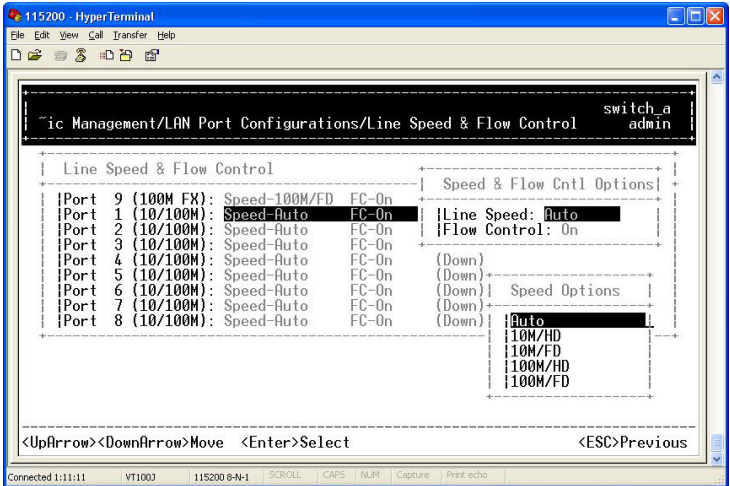 115200 - HyperTerminal
File Edit View Call Transfer Help
switch_a
~ic Management/LAN Port Configurations/Line Speed & Flow Control admin
Line Speed & Flow Control
Speed & Flow Cntl Options
Port 9 (100M FX): Speed-100M/FD FC-On
Port 1 (10/100M): Speed-Auto FC-On Line Speed: Auto
Port 2 (10/100M): Speed-Auto FC-On Flow Control: On
Port 3 (10/100M): Speed-Auto FC-On
Port 4 (10/100M): Speed-Auto FC-On (Down)
Port 5 (10/100M): Speed-Auto FC-On (Down)
Port 6 (10/100M): Speed-Auto FC-On (Down) Speed Options
Port 7 (10/100M): Speed-Auto FC-On (Down)
Port 8 (10/100M): Speed-Auto FC-On (Down) Auto
10M/HD
10M/FD
100M/HD
100M/FD
<UpArrow><DownArrow>Move <Enter>Select <ESC>Previous
Connected 1:11:11 VT100J 115200 8-N-1 SCROLL CAPS NUM Capture Print echo